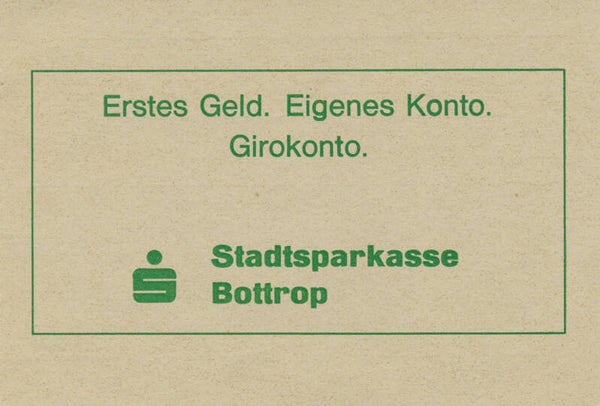 Erstes Geld. Eigenes Konto.
Girokonto.
Stadtsparkasse
Bottrop